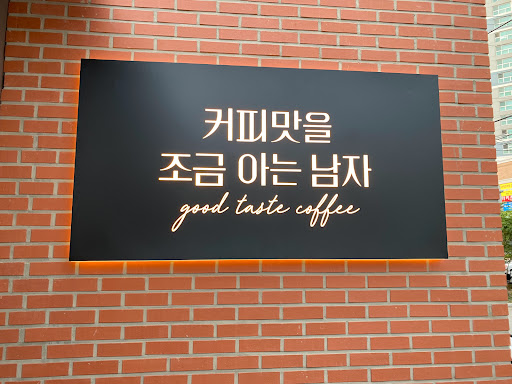 커피맛을
조금 아는 남자
good taste coffee